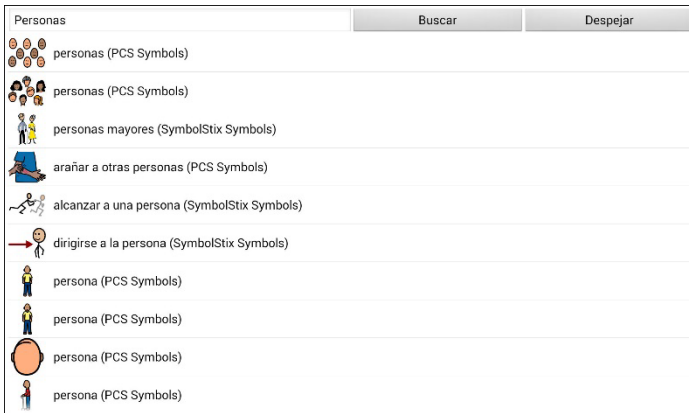 Personas Buscar Despejar
personas (PCS Symbols)
personas (PCS Symbols)
personas mayores (SymbolStix Symbols)
arañar a otras personas (PCS Symbols)
alcanzar a una persona (SymbolStix Symbols)
dirigirse a la persona (SymbolStix Symbols)
persona (PCS Symbols)
persona (PCS Symbols)
persona (PCS Symbols)
persona (PCS Symbols)